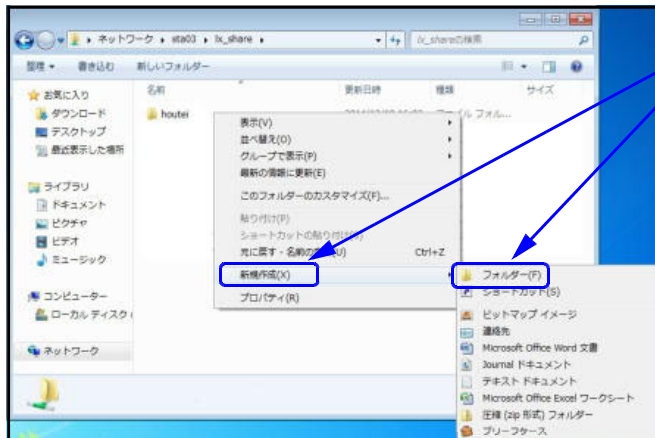 ネットワーク ▸ sta03 ▸ lx_share ▸
lx_shareの検索
整理 ▾ 書き込む 新しいフォルダー
名前 更新日時 種類 サイズ
お気に入り
ダウンロード
デスクトップ
最近表示した場所
ライブラリ
ドキュメント
ピクチャ
ビデオ
ミュージック
コンピューター
ローカル ディスク (
ネットワーク
houtei
表示(V)
並べ替え(O)
グループで表示(P)
最新の情報に更新(E)
このフォルダーのカスタマイズ(F)...
貼り付け(P)
ショートカットの貼り付け
元に戻す - 名前の (U) Ctrl+Z
新規作成(X)
プロパティ(R)
フォルダー(F)
ショートカット(S)
ビットマップ イメージ
連絡先
Microsoft Office Word 文書
Journal ドキュメント
テキスト ドキュメント
Microsoft Office Excel ワークシート
圧縮 (zip 形式) フォルダー
ブリーフケース